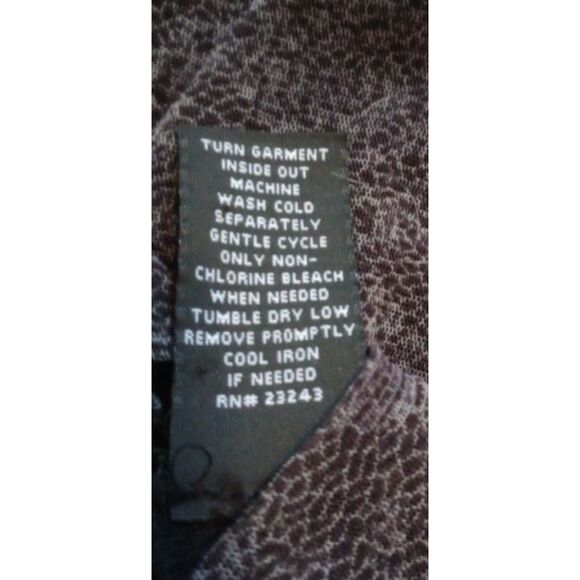 TURN GARMENT
INSIDE OUT
MACHINE
WASH COLD
SEPARATELY
GENTLE CYCLE
ONLY NON-
CHLORINE BLEACH
WHEN NEEDED
TUMBLE DRY LOW
REMOVE PROMPTLY
COOL IRON
IF NEEDED
RN# 23243